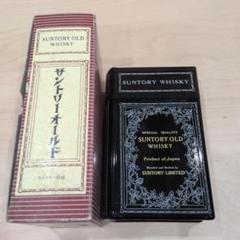 SUNTORY OLD
WHISKY
サントリーオールド
SUNTORY WHISKY
SPECIAL QUALITY
SUNTORY OLD
WHISKY
Product of Japan
SUNTORY LIMITED